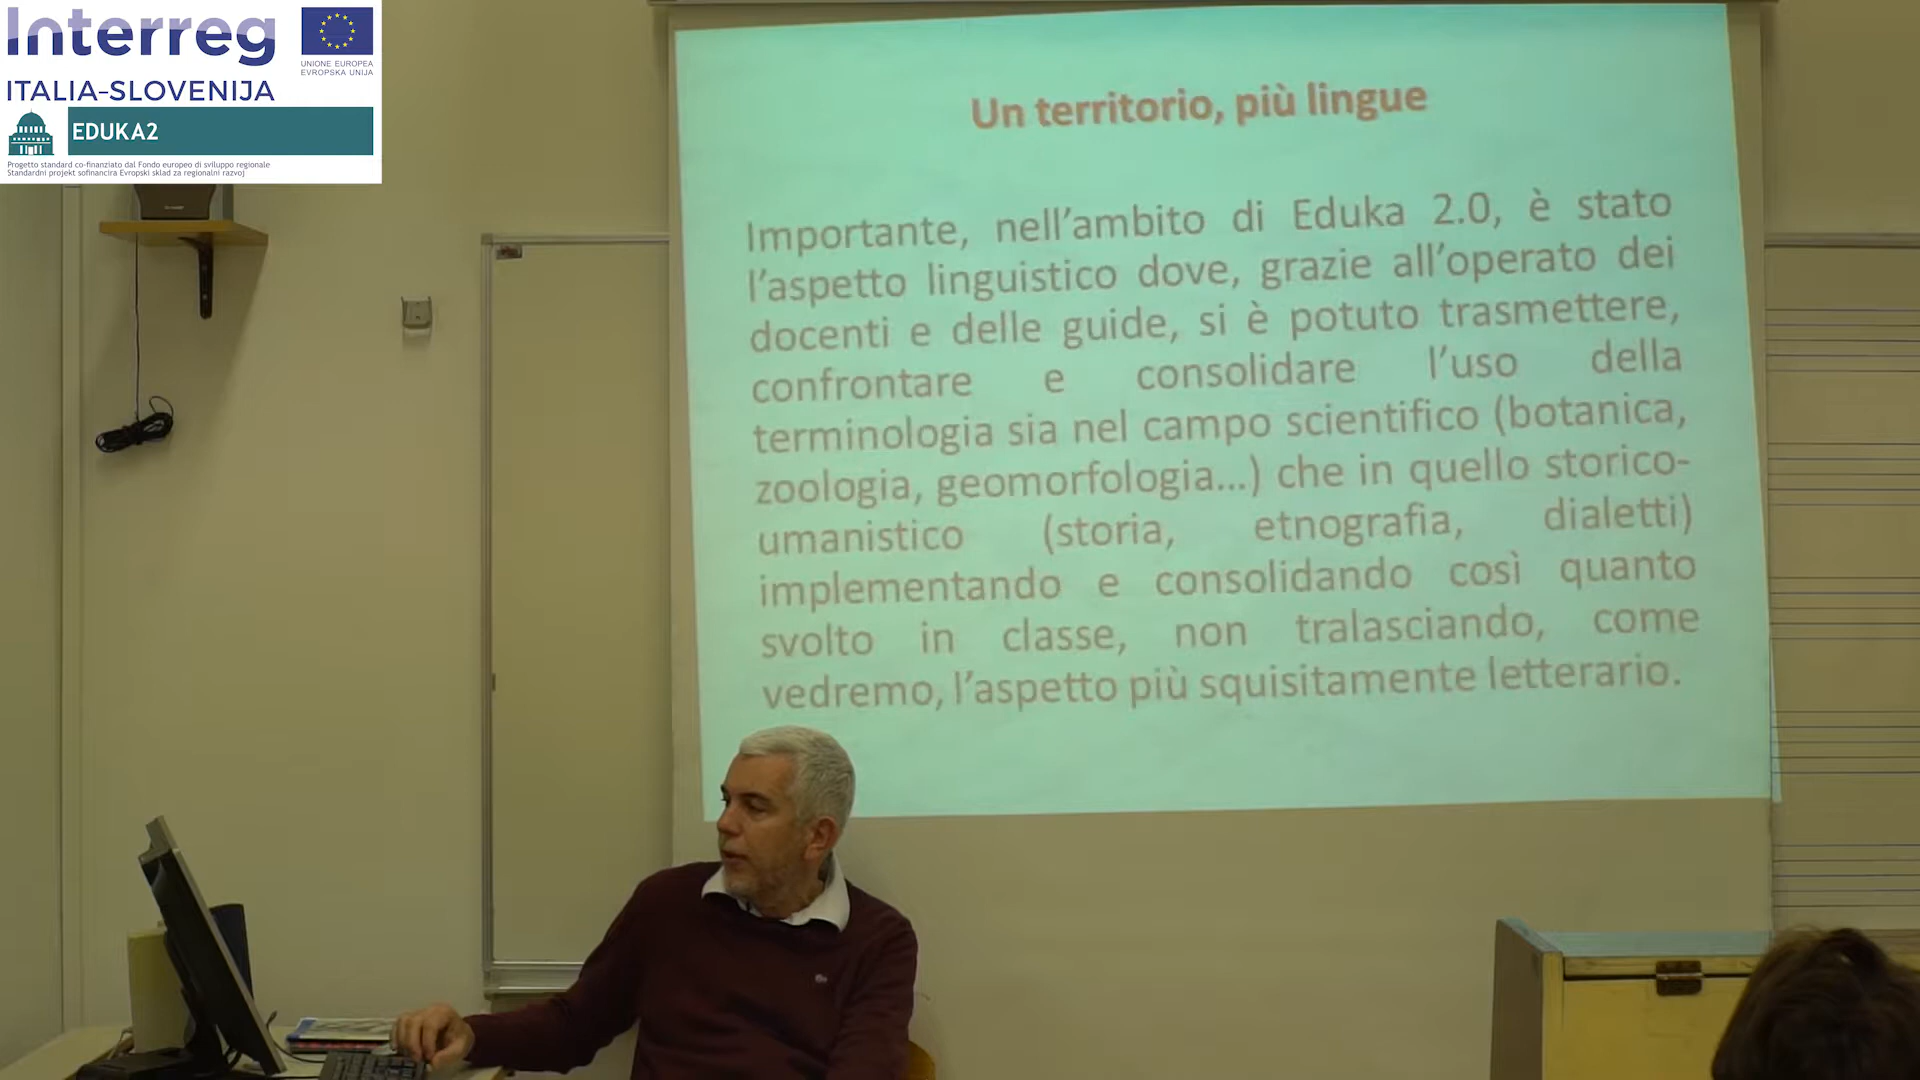 Interreg
UNIONE EUROPEA
EVROPSKA UNIJA
ITALIA-SLOVENIJA
EDUKA2
Progetto standard co-finanziato dal Fondo europeo di sviluppo regionale
Standardni projekt sofinancira Evropski sklad za regionalni razvoj
Un territorio, più lingue
Importante, nell'ambito di Eduka 2.0, è stato
l'aspetto linguistico dove, grazie all'operato dei
docenti e delle guide, si è potuto trasmettere,
confrontare e consolidare l'uso della
terminologia sia nel campo scientifico (botanica,
zoologia, geomorfologia...) che in quello storico-
umanistico (storia, etnografia, dialetti)
implementando e consolidando così quanto
svolto in classe, non tralasciando, come
vedremo, l'aspetto più squisitamente letterario.